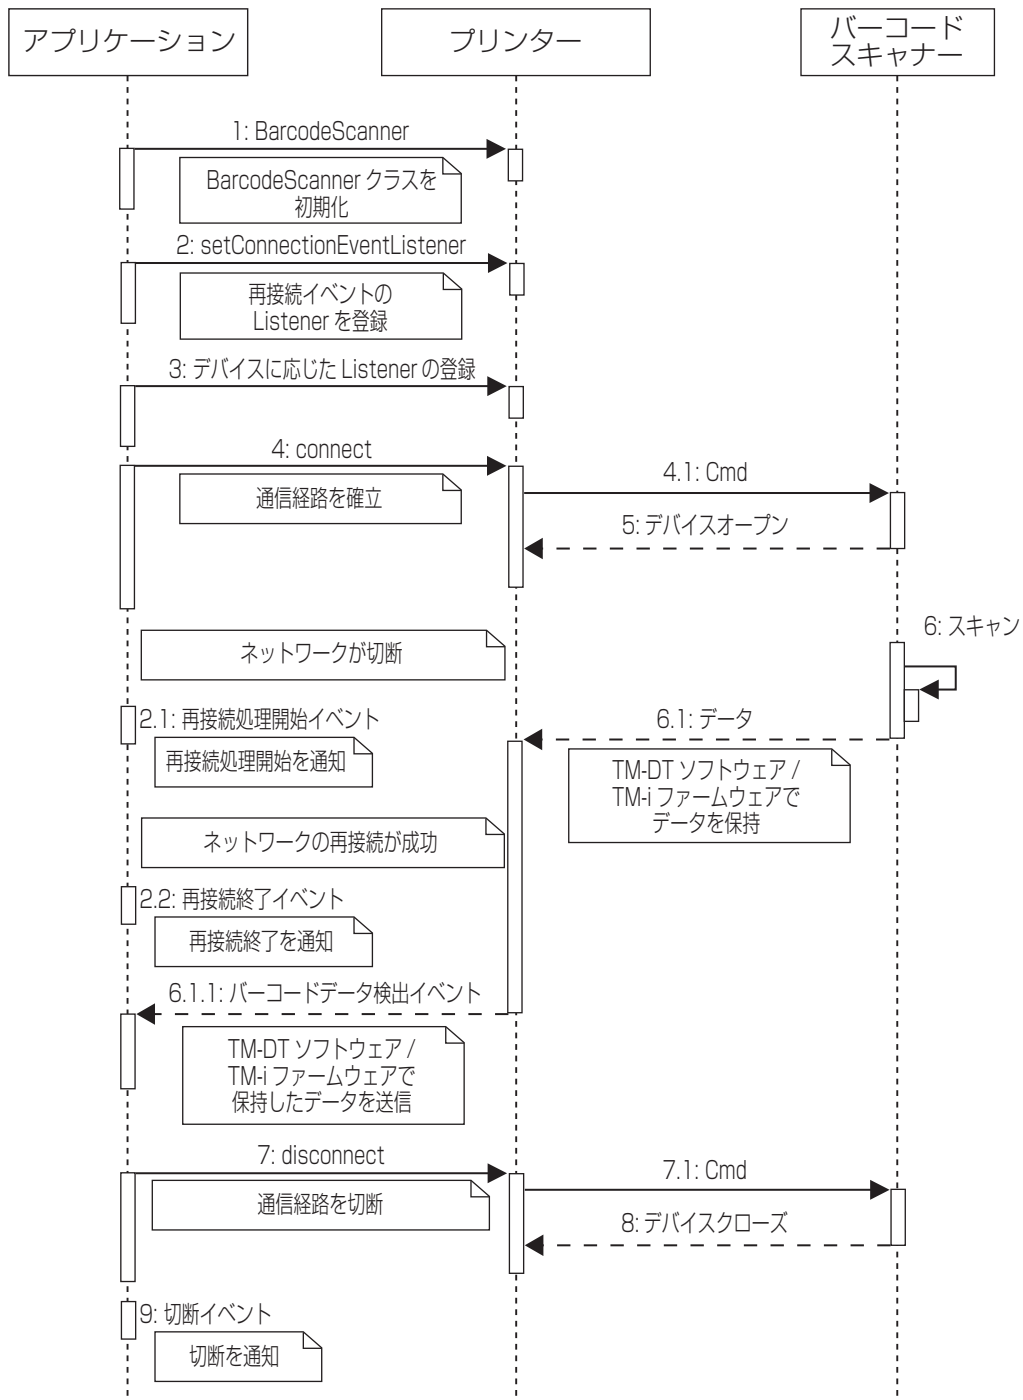 アプリケーション
プリンター
バーコード
スキャナー
1: BarcodeScanner
BarcodeScanner クラスを
初期化
2: setConnectionEventListener
再接続イベントの
Listener を登録
3: デバイスに応じた Listener の登録
4: connect
通信経路を確立
4.1: Cmd
5: デバイスオープン
6: スキャン
ネットワークが切断
2.1: 再接続処理開始イベント
再接続処理開始を通知
6.1: データ
TM-DT ソフトウェア /
TM-i ファームウェアで
データを保持
ネットワークの再接続が成功
2.2: 再接続終了イベント
再接続終了を通知
6.1.1: バーコードデータ検出イベント
TM-DT ソフトウェア /
TM-i ファームウェアで
保持したデータを送信
7: disconnect
通信経路を切断
7.1: Cmd
8: デバイスクローズ
9: 切断イベント
切断を通知